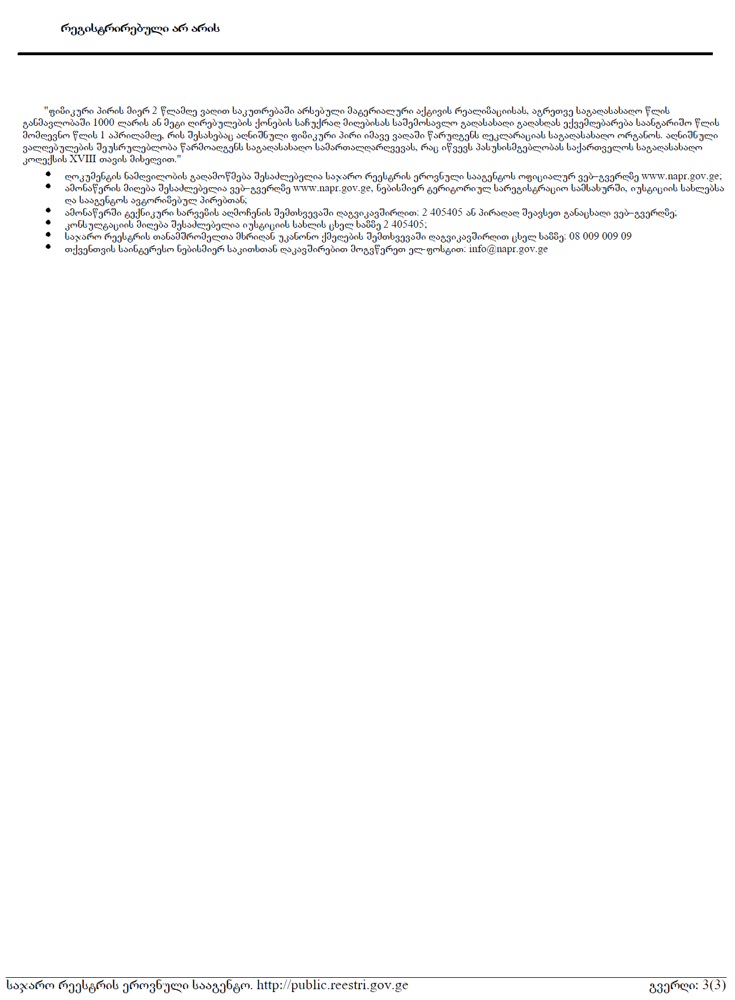 რეგისტრირებული არ არის
"ფიზიკური პირის მიერ 2 წლამდე ვადით საკუთრებაში არსებული მატერიალური აქტივის რეალიზაციისას, აგრეთვე საგადასახადო წლის
განმავლობაში 1000 ლარის ან მეტი ღირებულების ქონების საჩუქრად მიღებისას საშემოსავლო გადასახადი გადახდას ექვემდებარება საანგარიშო წლის
მომდევნო წლის 1 აპრილამდე, რის შესახებაც აღნიშნული ფიზიკური პირი იმავე ვადაში წარუდგენს დეკლარაციას საგადასახადო ორგანოს. აღნიშნული
ვალდებულების შეუსრულებლობა წარმოადგენს საგადასახადო სამართალდარღვევას, რაც იწვევს პასუხისმგებლობას საქართველოს საგადასახადო
კოდექსის XVIII თავის მიხედვით."
• დოკუმენტის ნამდვილობის გადამოწმება შესაძლებელია საჯარო რეესტრის ეროვნული სააგენტოს ოფიციალურ ვებ–გვერდზე www.napr.gov.ge;
• ამონაწერის მიღება შესაძლებელია ვებ–გვერდზე www.napr.gov.ge, ნებისმიერ ტერიტორიულ სარეგისტრაციო სამსახურში, იუსტიციის სახლებსა
და სააგენტოს ავტორიზებულ პირებთან;
• ამონაწერში ტექნიკური ხარვეზის აღმოჩენის შემთხვევაში დაგვიკავშირდით: 2 405405 ან პირადად შეავსეთ განაცხადი ვებ–გვერდზე;
• კონსულტაციის მიღება შესაძლებელია იუსტიციის სახლის ცხელ ხაზზე 2 405405;
• საჯარო რეესტრის თანამშრომელთა მხრიდან უკანონო ქმედების შემთხვევაში დაგვიკავშირდით ცხელ ხაზზე: 08 009 009 09
• თქვენთვის საინტერესო ნებისმიერ საკითხთან დაკავშირებით მოგვწერეთ ელ-ფოსტით: info@napr.gov.ge
საჯარო რეესტრის ეროვნული სააგენტო. http://public.reestri.gov.ge
გვერდი: 3(3)